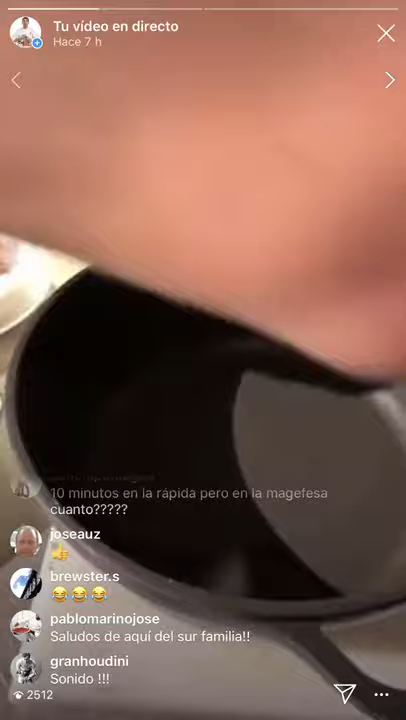 Tu vídeo en directo
Hace 7 h
10 minutos en la rápida pero en la magefesa
cuanto?????
joseauz
👍
brewster.s
😂😂😂
pablomarinojose
Saludos de aquí del sur familia!!
granhoudini
Sonido !!!
2512